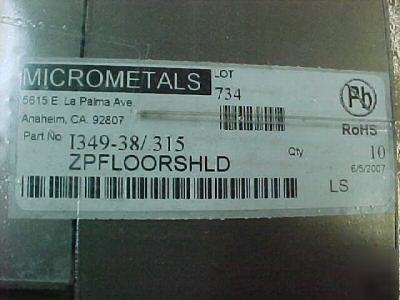 MICROMETALS
LOT
734
5615 E. La Palma Ave.
Anaheim, CA. 92807
Pb
RoHS
Part No I349-38/.315
ZPFLOORSHLD
Qty 10
6/5/2007
LS